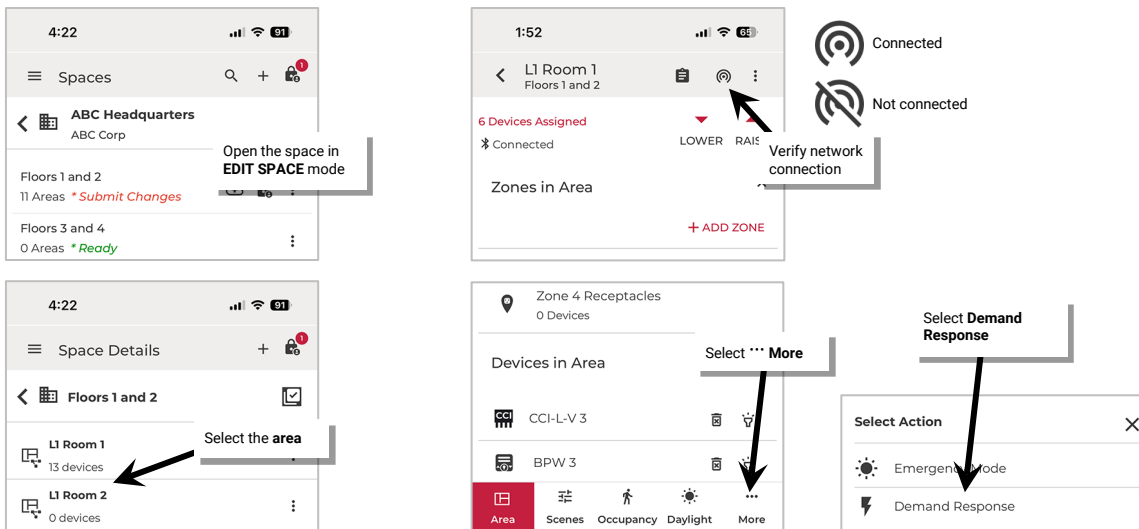 4:22
91
Spaces
1
ABC Headquarters
ABC Corp
Open the space in
EDIT SPACE mode
Floors 1 and 2
11 Areas * Submit Changes
Floors 3 and 4
0 Areas * Ready
1:52
65
L1 Room 1
Floors 1 and 2
6 Devices Assigned
Connected
LOWER
Verify network
connection
Zones in Area
+ ADD ZONE
Connected
Not connected
4:22
91
Space Details
1
Floors 1 and 2
Select the area
L1 Room 1
13 devices
L1 Room 2
0 devices
Zone 4 Receptacles
0 Devices
Select ··· More
Devices in Area
CCI
CCI-L-V 3
BPW 3
Area Scenes Occupancy Daylight More
Select Demand
Response
Select Action
Emergency Mode
Demand Response